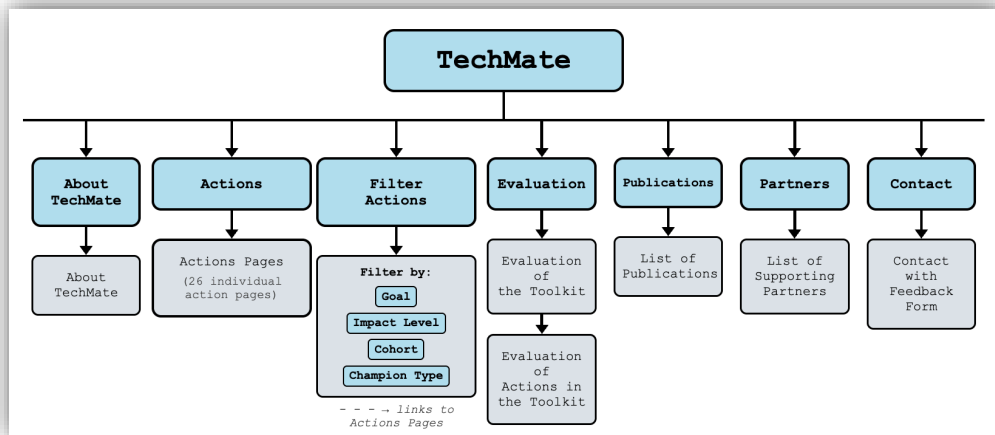 TechMate
About
TechMate
Actions
Filter
Actions
Evaluation
Publications
Partners
Contact
About
TechMate
Actions Pages
(26 individual
action pages)
Filter by:
Goal
Impact Level
Cohort
Champion Type
- - - → links to
Actions Pages
Evaluation
of
the Toolkit
Evaluation
of
Actions in
the Toolkit
List of
Publications
List of
Supporting
Partners
Contact
with
Feedback
Form